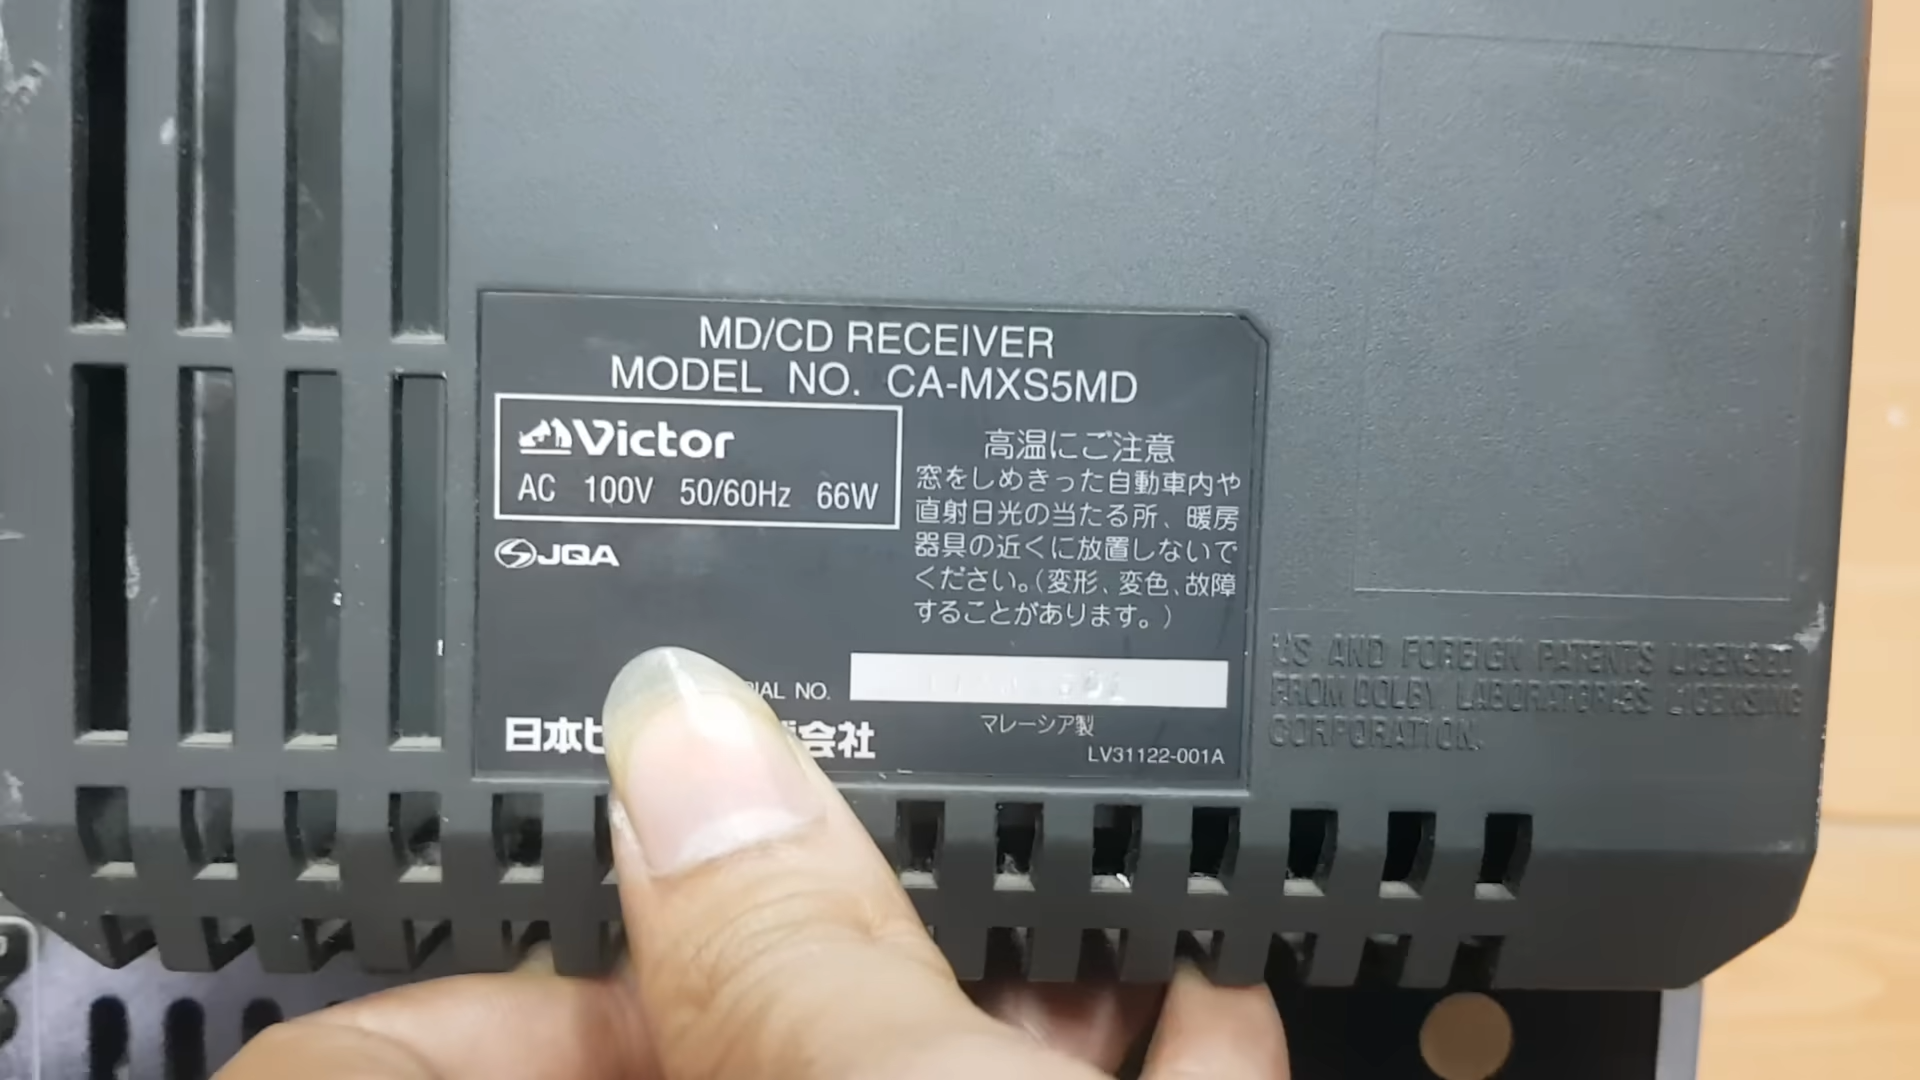 MD/CD RECEIVER
MODEL NO. CA-MXS5MD
Victor
AC 100V 50/60Hz 66W
JQA
高温にご注意
窓をしめきった自動車内や
直射日光の当たる所、暖房
器具の近くに放置しないで
ください。(変形、変色、故障
することがあります。)
NO.
マレーシア製
日本 会社
LV31122-001A
US AND FOREIGN PATENTS LICENSED
FROM DOLBY LABORATORIES LICENSING
CORPORATION.